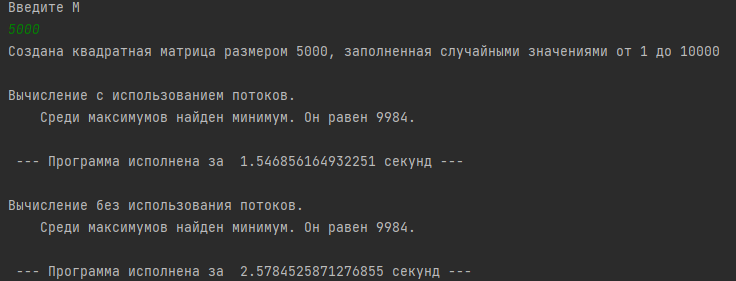 Введите M
5000
Создана квадратная матрица размером 5000, заполненная случайными значениями от 1 до 10000
Вычисление с использованием потоков.
Среди максимумов найден минимум. Он равен 9984.
--- Программа исполнена за  1.546856164932251 секунд ---
Вычисление без использования потоков.
Среди максимумов найден минимум. Он равен 9984.
--- Программа исполнена за  2.5784525871276855 секунд ---